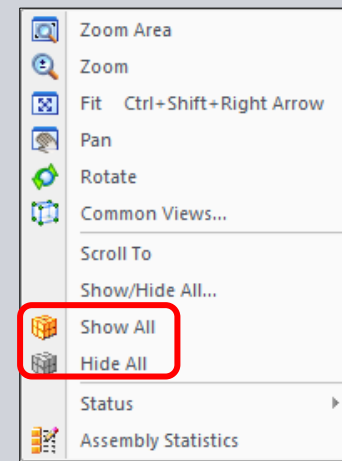 Zoom Area
Zoom
Fit Ctrl+Shift+Right Arrow
Pan
Rotate
Common Views...
Scroll To
Show/Hide All...
Show All
Hide All
Status
Assembly Statistics